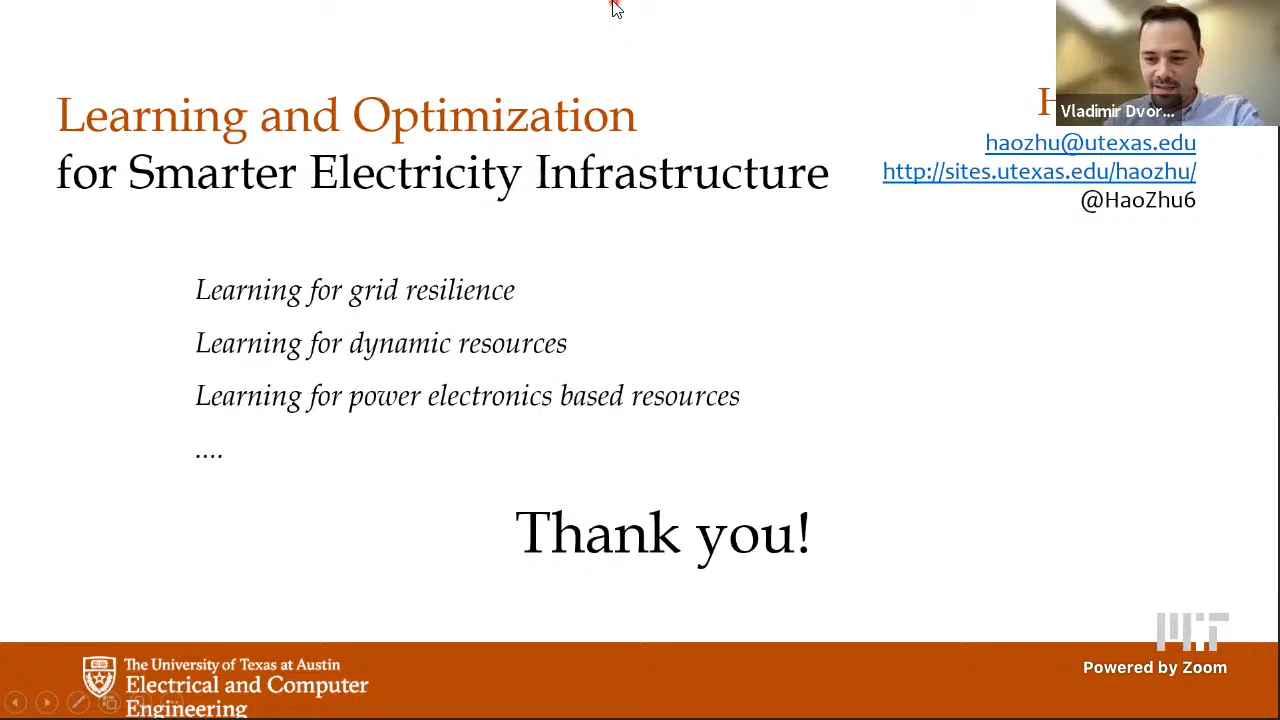 Learning and Optimization
for Smarter Electricity Infrastructure
Vladimir Dvor...
haozhu@utexas.edu
http://sites.utexas.edu/haozhu/
@HaoZhu6
Learning for grid resilience
Learning for dynamic resources
Learning for power electronics based resources
....
Thank you!
MIT
Powered by Zoom
The University of Texas at Austin
Electrical and Computer
Engineering